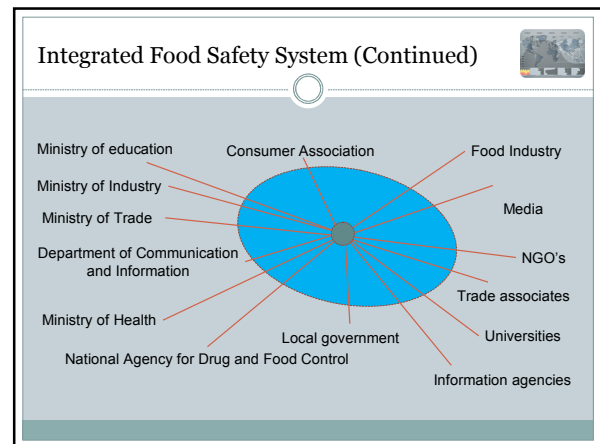 Integrated Food Safety System (Continued)
Ministry of education
Consumer Association
Food Industry
Ministry of Industry
Media
Ministry of Trade
Department of Communication
and Information
NGO's
Trade associates
Ministry of Health
Local government
Universities
National Agency for Drug and Food Control
Information agencies